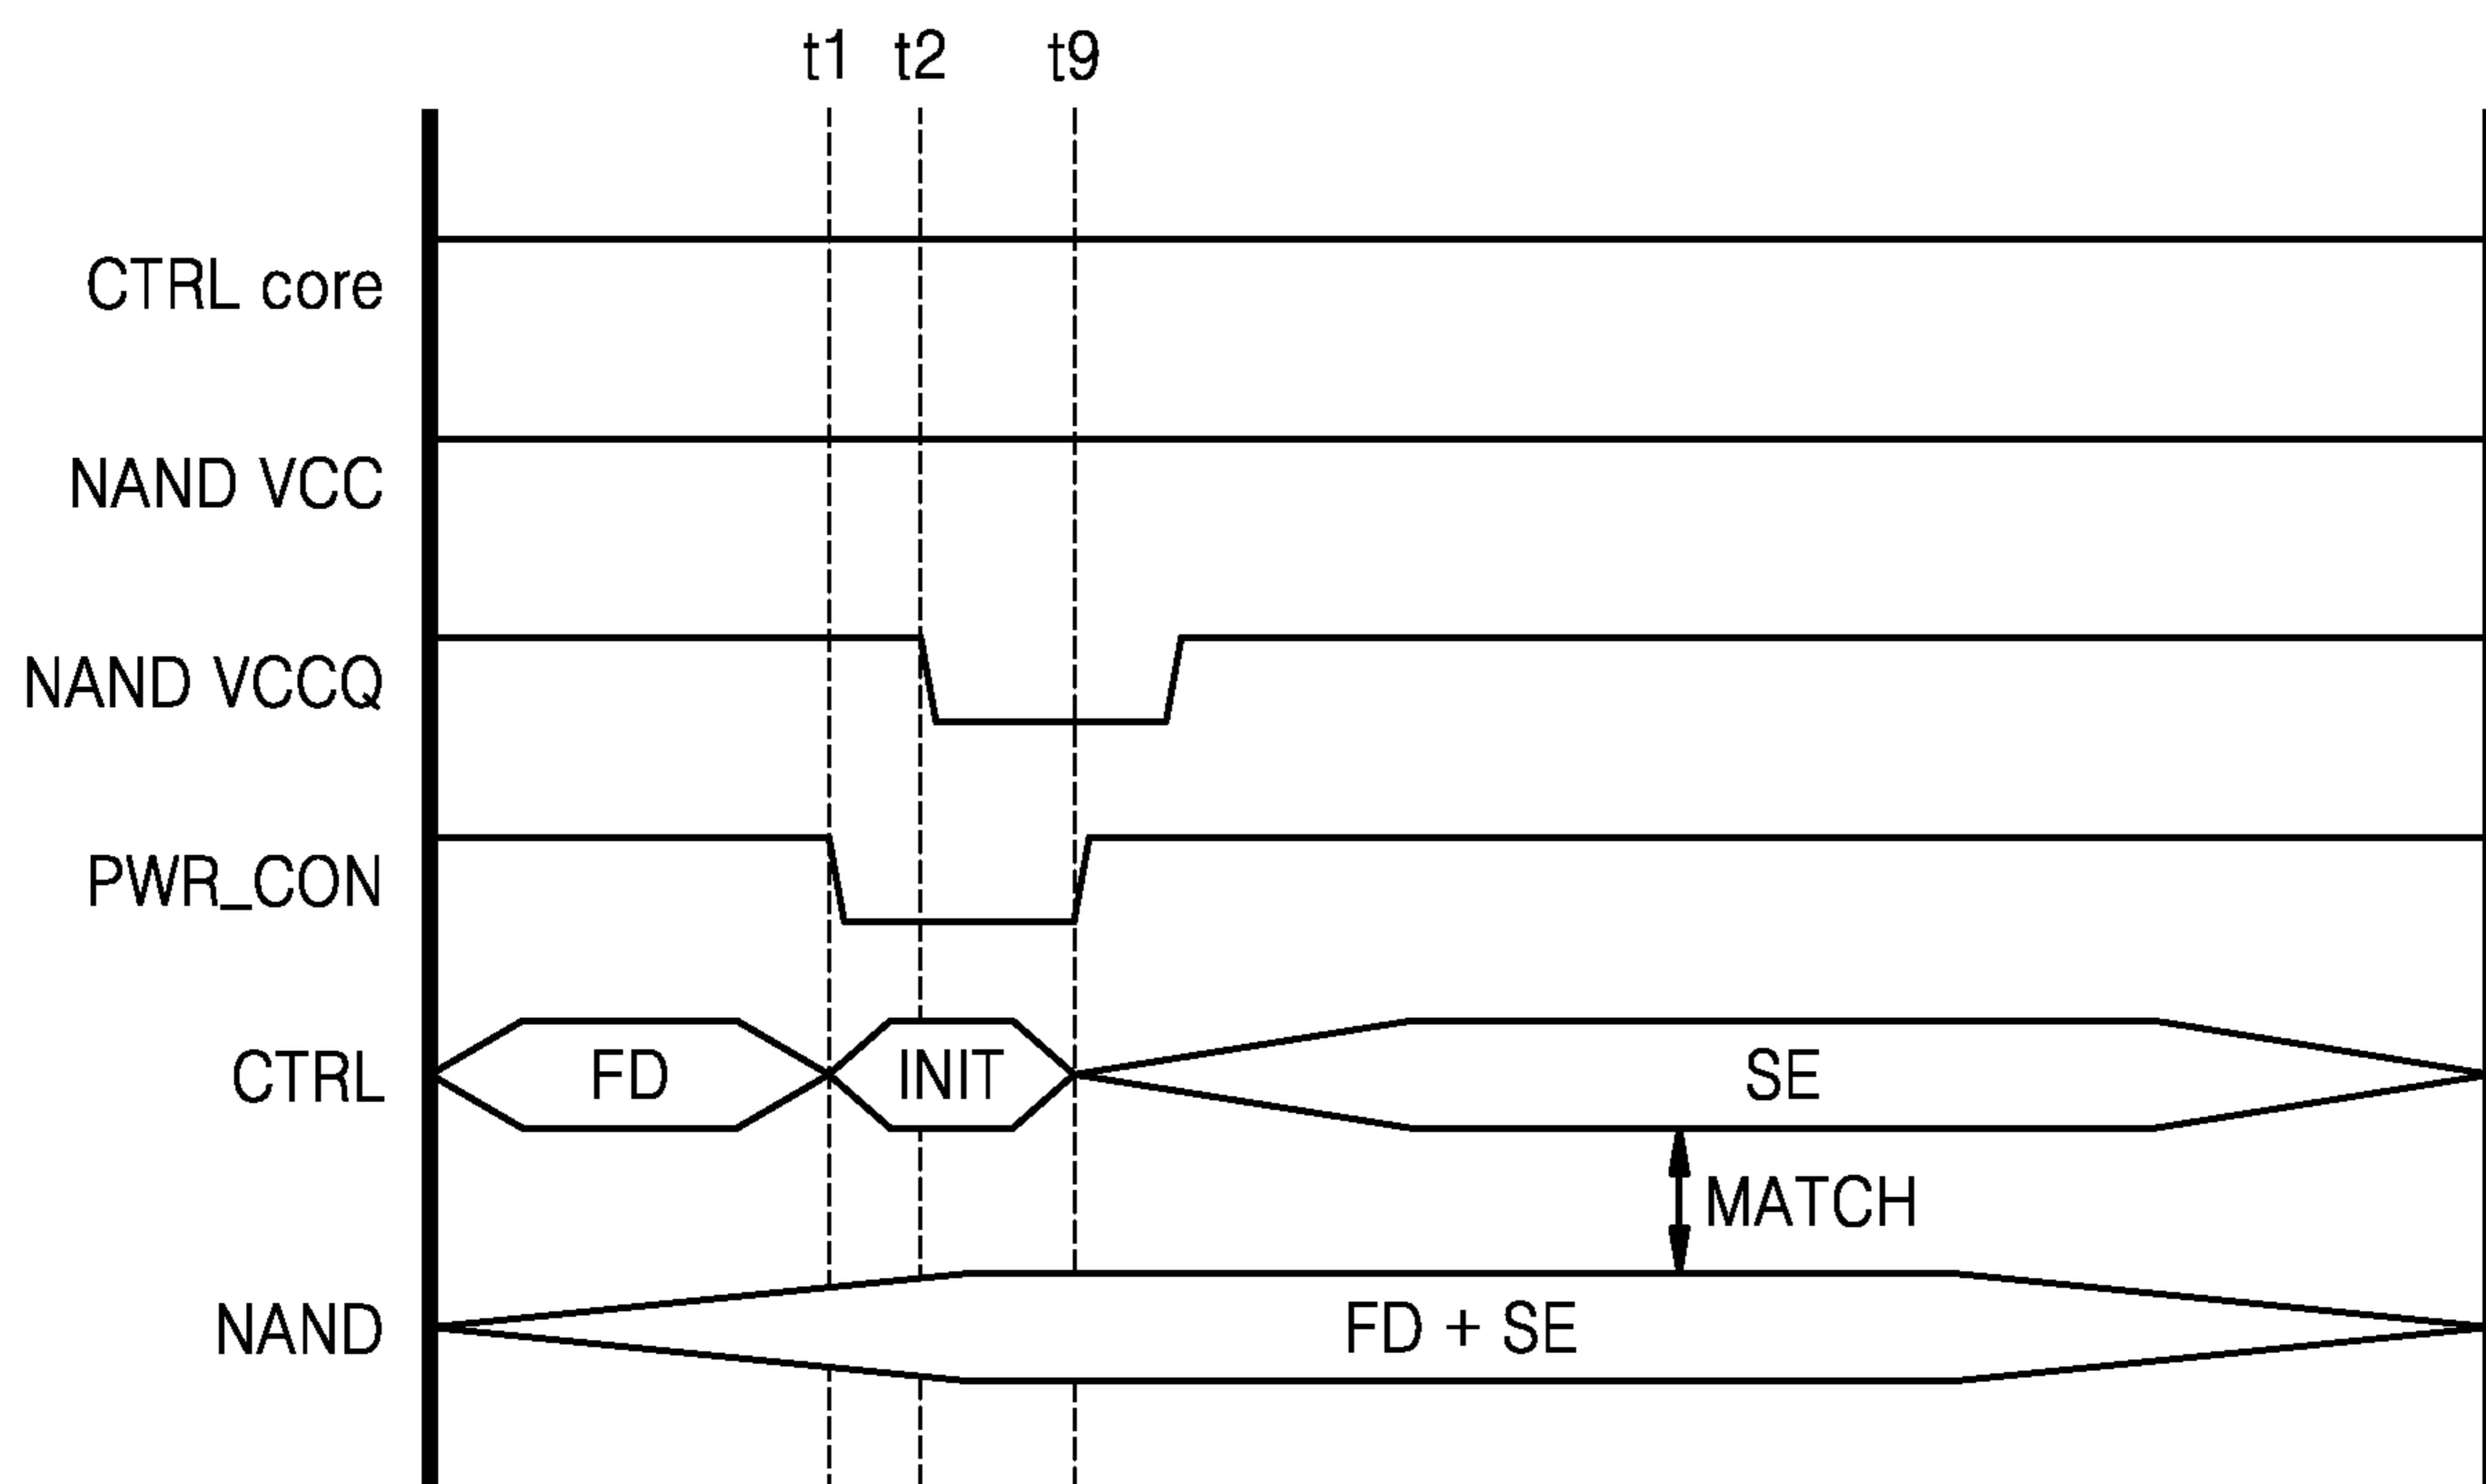 t1 t2 t9
CTRL core
NAND VCC
NAND VCCQ
PWR_CON
CTRL FD INIT SE
MATCH
NAND FD + SE